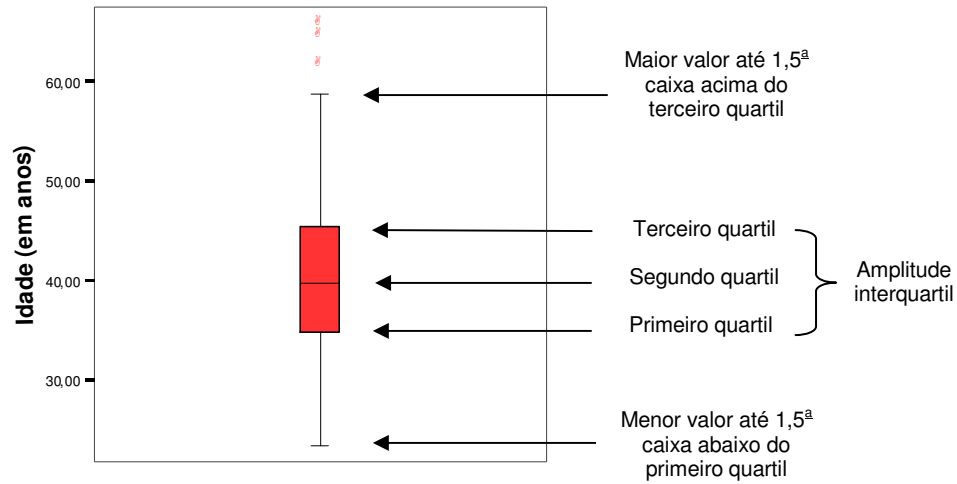 Maior valor até 1,5ª
caixa acima do
terceiro quartil
60,00
50,00
Terceiro quartil
Segundo quartil
Primeiro quartil
Amplitude
interquartil
40,00
30,00
Idade (em anos)
Menor valor até 1,5ª
caixa abaixo do
primeiro quartil